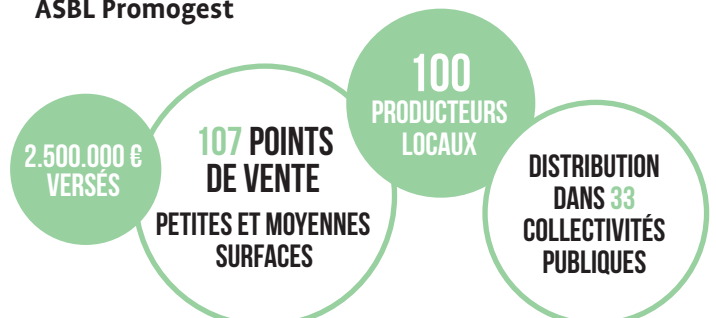 ASBL Promogest
2.500.000 €
VERSÉS
107 POINTS
DE VENTE
PETITES ET MOYENNES
SURFACES
100
PRODUCTEURS
LOCAUX
DISTRIBUTION
DANS 33
COLLECTIVITÉS
PUBLIQUES